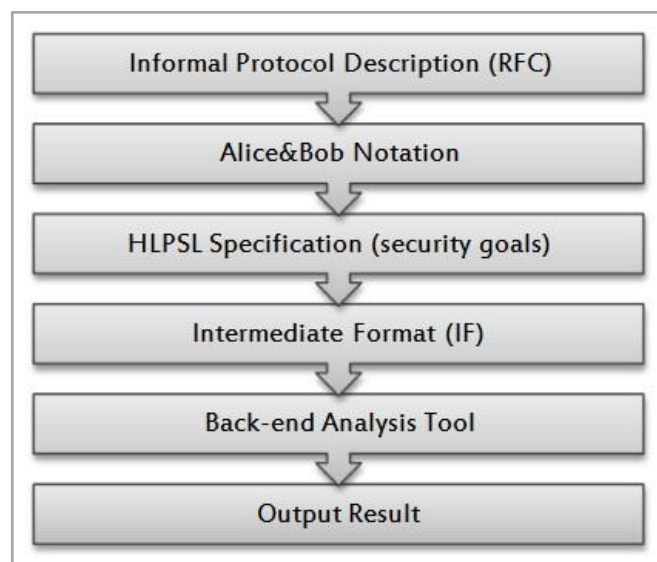 Informal Protocol Description (RFC)
Alice&Bob Notation
HLPSL Specification (security goals)
Intermediate Format (IF)
Back-end Analysis Tool
Output Result